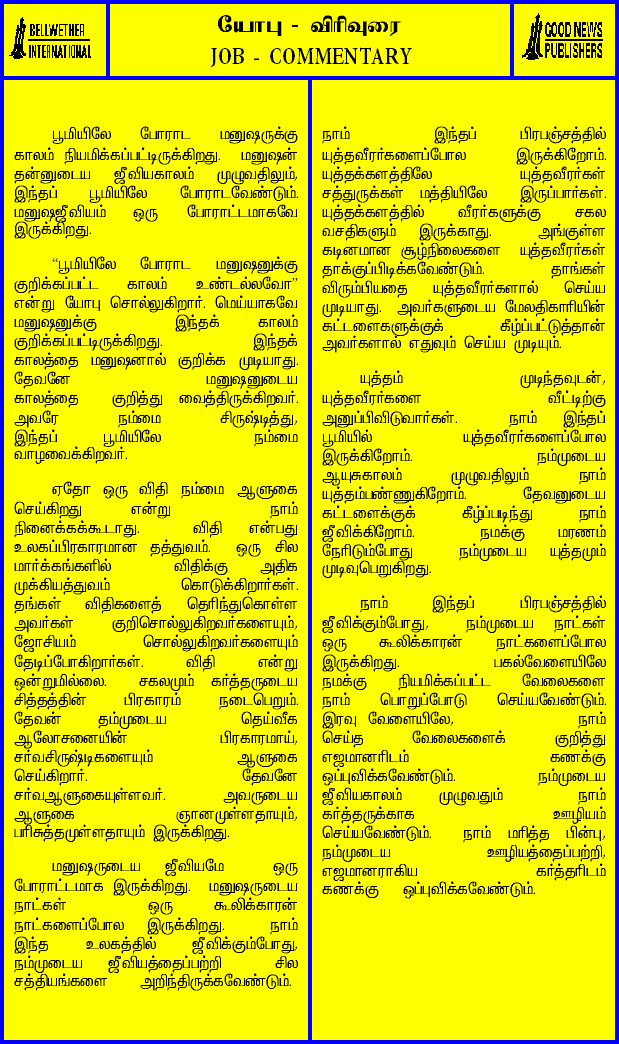 BELLWETHER
INTERNATIONAL
யோபு - விரிவுரை
JOB - COMMENTARY
GOOD NEWS
PUBLISHERS
பூமியிலே போராட மனுஷருக்கு
காலம் நியமிக்கப்பட்டிருக்கிறது. மனுஷன்
தன்னுடைய ஜீவியகாலம் முழுவதிலும்,
இந்தப் பூமியிலே போராடவேண்டும்.
மனுஷஜீவியம் ஒரு போராட்டமாகவே
இருக்கிறது.
“பூமியிலே போராட மனுஷனுக்கு
குறிக்கப்பட்ட காலம் உண்டல்லவோ”
என்று யோபு சொல்லுகிறார். மெய்யாகவே
மனுஷனுக்கு இந்தக் காலம்
குறிக்கப்பட்டிருக்கிறது. இந்தக்
காலத்தை மனுஷனால் குறிக்க முடியாது.
தேவனே மனுஷனுடைய
காலத்தை குறித்து வைத்திருக்கிறவர்.
அவரே நம்மை சிருஷ்டித்து,
இந்தப் பூமியிலே நம்மை
வாழவைக்கிறவர்.
ஏதோ ஒரு விதி நம்மை ஆளுகை
செய்கிறது என்று நாம்
நினைக்கக்கூடாது. விதி என்பது
உலகப்பிரகாரமான தத்துவம். ஒரு சில
மார்க்கங்களில் விதிக்கு அதிக
முக்கியத்துவம் கொடுக்கிறார்கள்.
தங்கள் விதிகளைத் தெரிந்துகொள்ள
அவர்கள் குறிசொல்லுகிறவர்களையும்,
ஜோசியம் சொல்லுகிறவர்களையும்
தேடிப்போகிறார்கள். விதி என்று
ஒன்றுமில்லை. சகலமும் கர்த்தருடைய
சித்தத்தின் பிரகாரம் நடைபெறும்.
தேவன் தம்முடைய தெய்வீக
ஆலோசனையின் பிரகாரமாய்,
சர்வசிருஷ்டிகளையும் ஆளுகை
செய்கிறார். தேவனே
சர்வஆளுகையுள்ளவர். அவருடைய
ஆளுகை ஞானமுள்ளதாயும்,
பரிசுத்தமுள்ளதாயும் இருக்கிறது.
மனுஷருடைய ஜீவியமே ஒரு
போராட்டமாக இருக்கிறது. மனுஷருடைய
நாட்கள் ஒரு கூலிக்காரன்
நாட்களைப்போல இருக்கிறது. நாம்
இந்த உலகத்தில் ஜீவிக்கும்போது,
நம்முடைய ஜீவியத்தைப்பற்றி சில
சத்தியங்களை அறிந்திருக்கவேண்டும்.
நாம் இந்தப் பிரபஞ்சத்தில்
யுத்தவீரர்களைப்போல இருக்கிறோம்.
யுத்தக்களத்திலே யுத்தவீரர்கள்
சத்துருக்கள் மத்தியிலே இருப்பார்கள்.
யுத்தக்களத்தில் வீரர்களுக்கு சகல
வசதிகளும் இருக்காது. அங்குள்ள
கடினமான சூழ்நிலைகளை யுத்தவீரர்கள்
தாக்குப்பிடிக்கவேண்டும். தாங்கள்
விரும்பியதை யுத்தவீரர்களால் செய்ய
முடியாது. அவர்களுடைய மேலதிகாரியின்
கட்டளைகளுக்குக் கீழ்ப்பட்டுத்தான்
அவர்களால் எதுவும் செய்ய முடியும்.
யுத்தம் முடிந்தவுடன்,
யுத்தவீரர்களை வீட்டிற்கு
அனுப்பிவிடுவார்கள். நாம் இந்தப்
பூமியில் யுத்தவீரர்களைப்போல
இருக்கிறோம். நம்முடைய
ஆயுசுகாலம் முழுவதிலும் நாம்
யுத்தம்பண்ணுகிறோம். தேவனுடைய
கட்டளைக்குக் கீழ்ப்படிந்து நாம்
ஜீவிக்கிறோம். நமக்கு மரணம்
நேரிடும்போது நம்முடைய யுத்தமும்
முடிவுபெறுகிறது.
நாம் இந்தப் பிரபஞ்சத்தில்
ஜீவிக்கும்போது, நம்முடைய நாட்கள்
ஒரு கூலிக்காரன் நாட்களைப்போல
இருக்கிறது. பகல்வேளையிலே
நமக்கு நியமிக்கப்பட்ட வேலைகளை
நாம் பொறுப்போடு செய்யவேண்டும்.
இரவு வேளையிலே, நாம்
செய்த வேலைகளைக் குறித்து
எஜமானரிடம் கணக்கு
ஒப்புவிக்கவேண்டும். நம்முடைய
ஜீவியகாலம் முழுவதும் நாம்
கர்த்தருக்காக ஊழியம்
செய்யவேண்டும். நாம் மரித்த பின்பு,
நம்முடைய ஊழியத்தைப்பற்றி,
எஜமானராகிய கர்த்தரிடம்
கணக்கு ஒப்புவிக்கவேண்டும்.